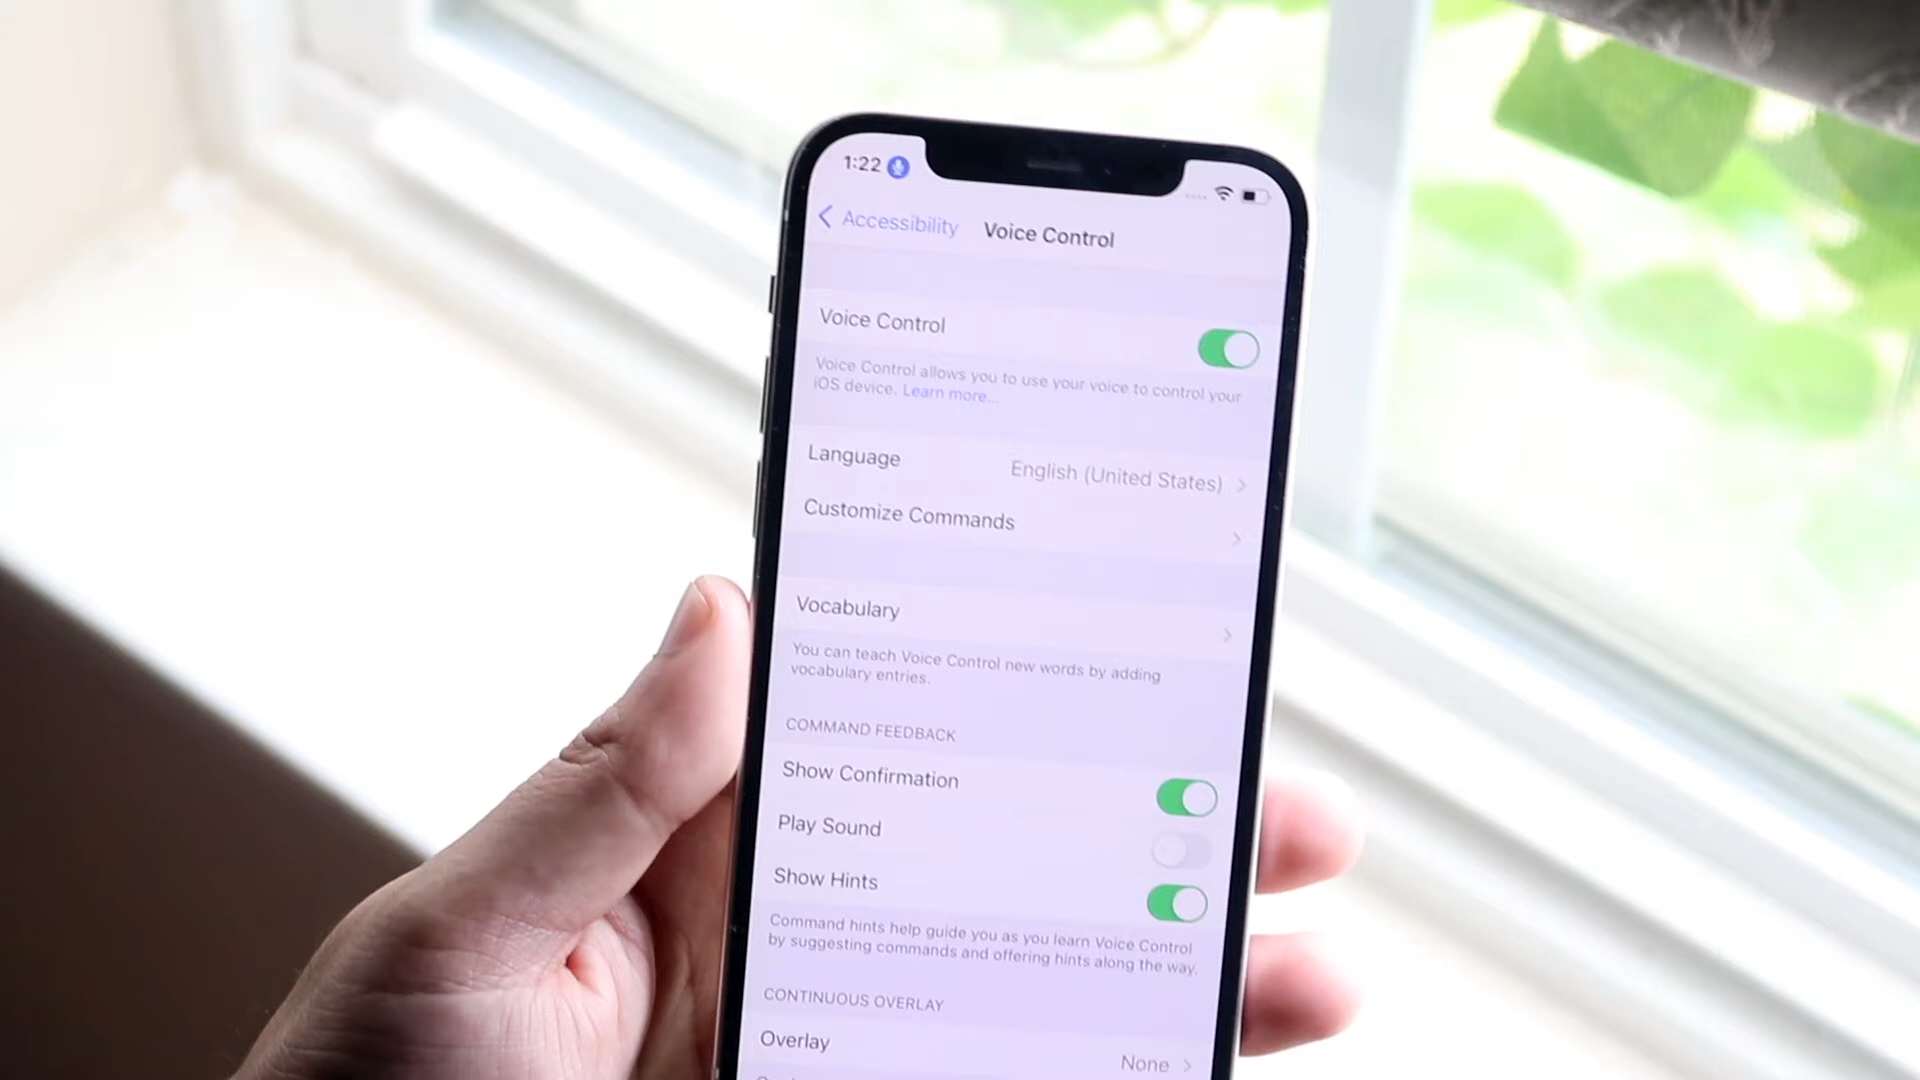 1:22
Accessibility
Voice Control
Voice Control
Voice Control allows you to use your voice to control your
iOS device. Learn more...
Language English (United States)
Customize Commands
Vocabulary
You can teach Voice Control new words by adding
vocabulary entries.
COMMAND FEEDBACK
Show Confirmation
Play Sound
Show Hints
Command hints help guide you as you learn Voice Control
by suggesting commands and offering hints along the way.
CONTINUOUS OVERLAY
Overlay None